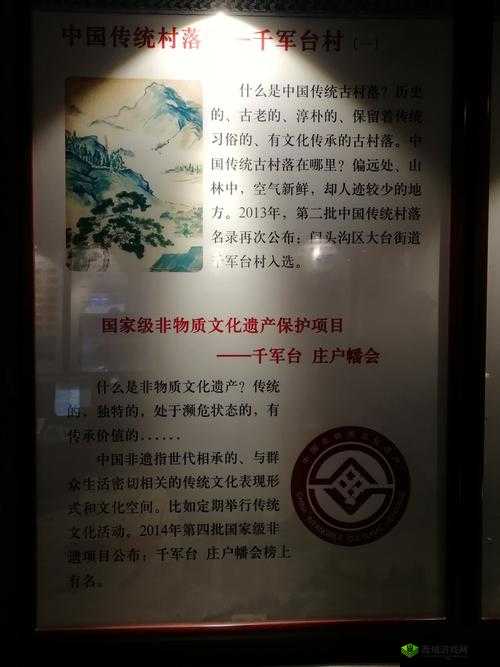 中国传统村落——千军台村（一）
什么是中国传统古村落？历史
的、古老的、淳朴的、保留着传统
习俗的、有文化传承的古村落。中
国传统古村落在哪里？偏远处、山
林中，空气新鲜，却人迹较少的地
方。2013年，第二批中国传统村落
名录再次公布：门头沟区大台街道
千军台村入选。
国家级非物质文化遗产保护项目
——千军台 庄户幡会
什么是非物质文化遗产？传统
的、独特的，处于濒危状态的，有
传承价值的......
中国非遗指世代相承的、与群
众生活密切相关的传统文化表现形
式和文化空间。比如定期举行传统
文化活动。2014年第四批国家级非
遗项目公布：千军台 庄户幡会榜上
有名。
中国非物质文化遗产